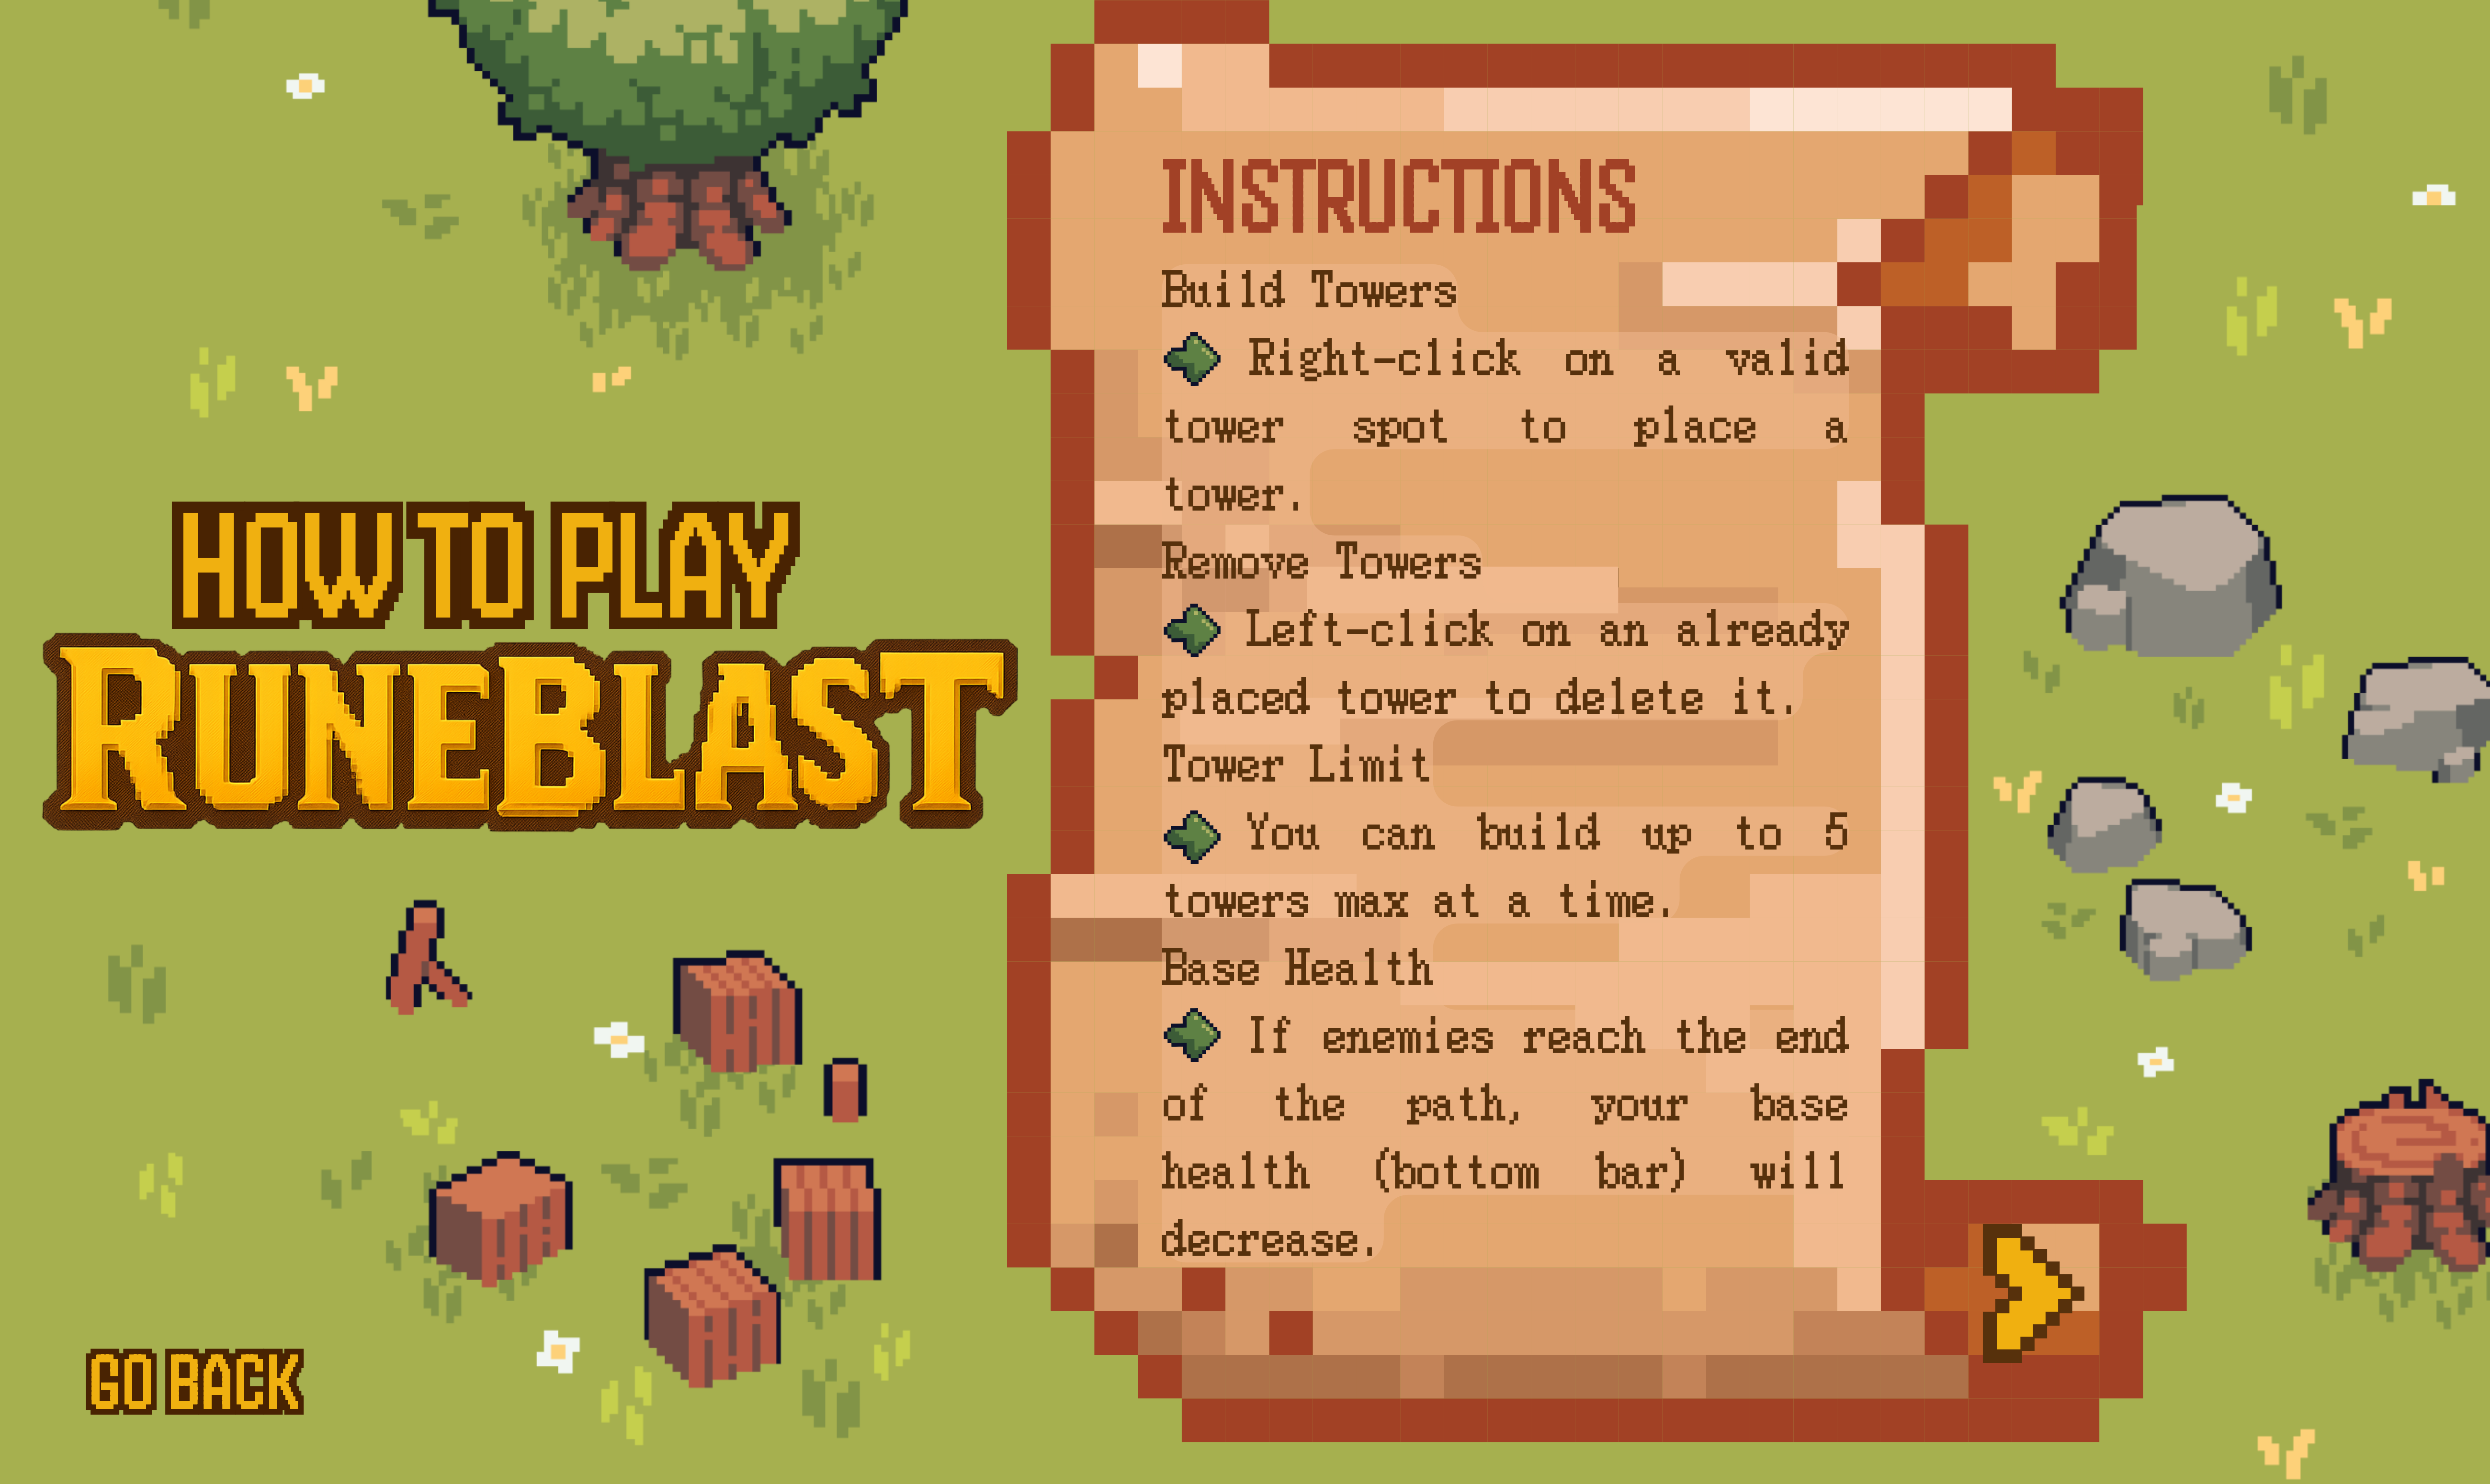 HOW TO PLAY
RUNEBLAST
GO BACK
INSTRUCTIONS
Build Towers
Right-click on a valid
tower spot to place a
tower.
Remove Towers
Left-click on an already
placed tower to delete it.
Tower Limit
You can build up to 5
towers max at a time.
Base Health
If enemies reach the end
of the path, your base
health (bottom bar) will
decrease.